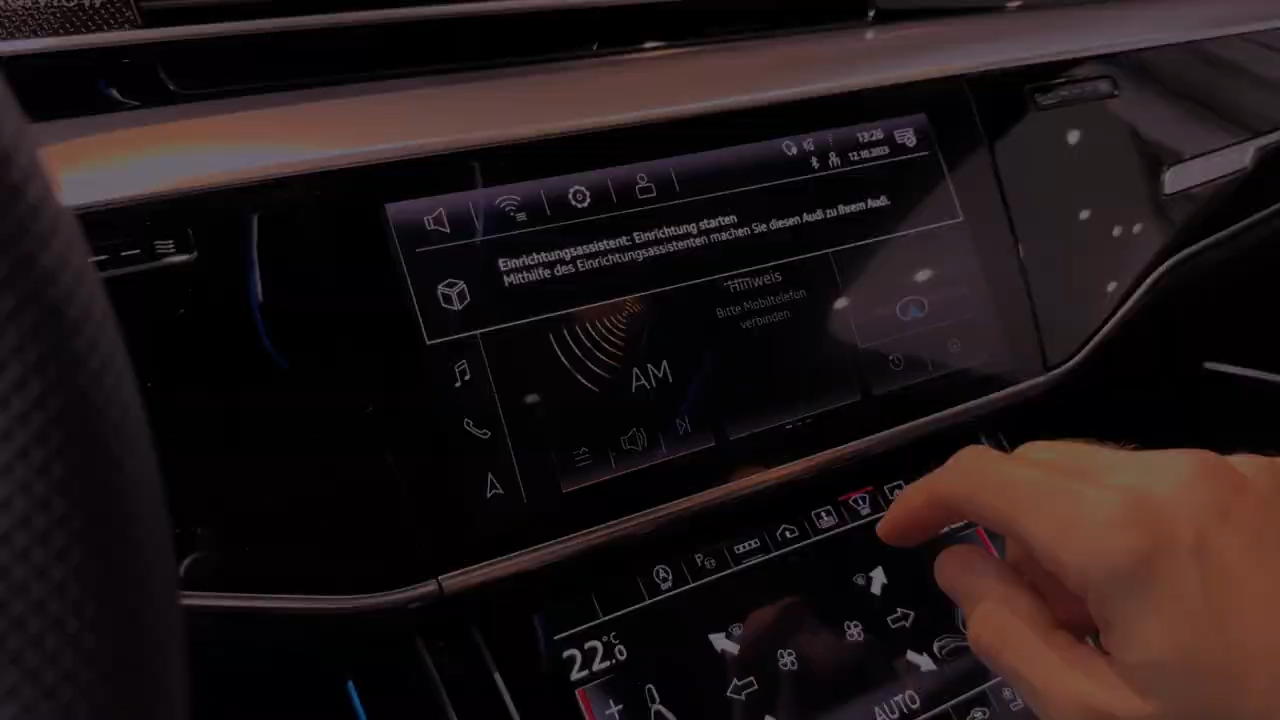 13:26
12.10.2023
Einrichtungsassistent: Einrichtung starten
Mithilfe des Einrichtungsassistenten machen Sie diesen Audi zu Ihrem Audi.
Hinweis
Bitte Mobiltelefon
verbinden
AM
A
OFF
P
22.0 °C
+
AUTO